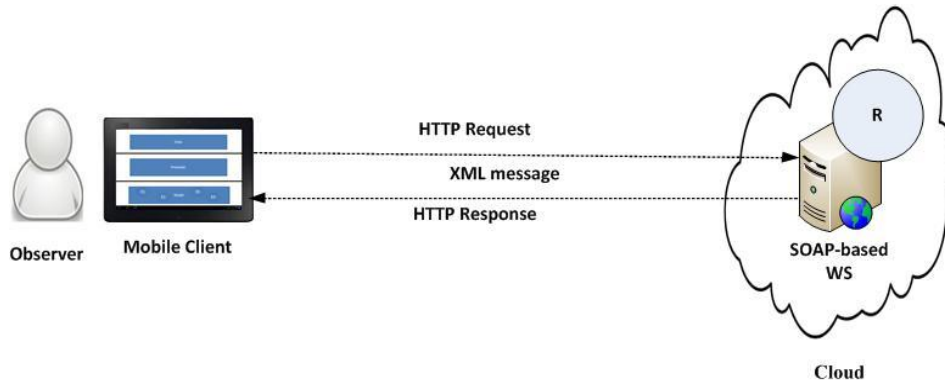 HTTP Request
R
XML message
HTTP Response
Observer
Mobile Client
SOAP-based
WS
Cloud